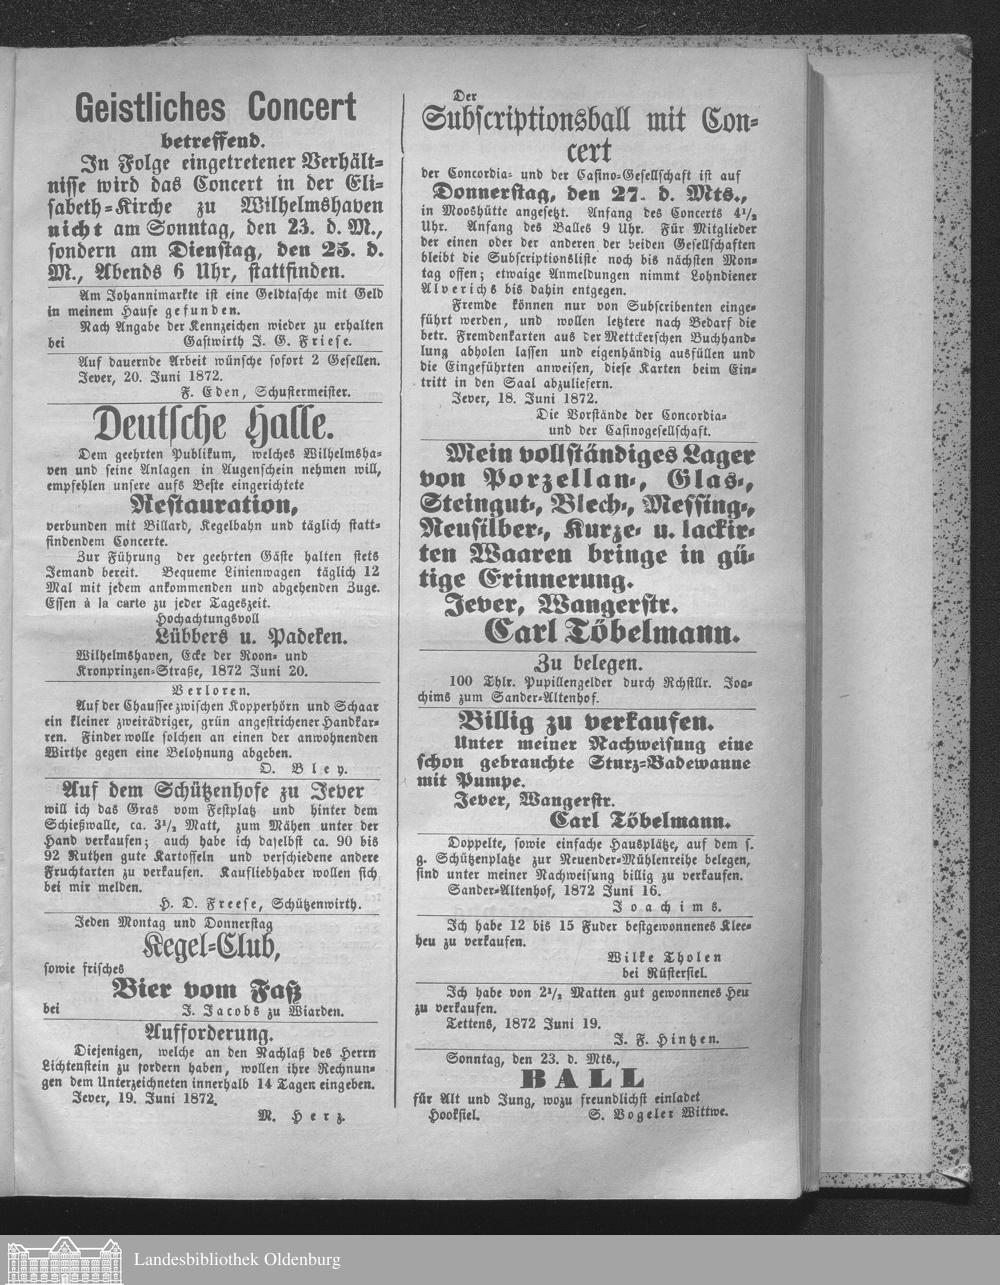 Geistliches Concert
betreffend.
In Folge eingetretener Verhält-
nisse wird das Concert in der Eli-
sabeth-Kirche zu Wilhelmshaven
nicht am Sonntag, den 23. d. M.,
sondern am Dienstag, den 25. d.
M., Abends 6 Uhr, stattfinden.
Am Johannimarkte ist eine Geldtasche mit Geld
in meinem Hause gefunden.
Nach Angabe der Kennzeichen wieder zu erhalten
bei Gastwirth J. G. Friese.
Auf dauernde Arbeit wünsche sofort 2 Gesellen.
Jever, 20. Juni 1872.
F. Eden, Schustermeister.
Deutsche Halle.
Dem geehrten Publikum, welches Wilhelmsha-
ven und seine Anlagen in Augenschein nehmen will,
empfehlen unsere aufs Beste eingerichtete
Restauration,
verbunden mit Billard, Kegelbahn und täglich statt-
findendem Concerte.
Zur Führung der geehrten Gäste halten stets
Jemand bereit. Bequeme Linienwagen täglich 12
Mal mit jedem ankommenden und abgehenden Zuge.
Essen à la carte zu jeder Tageszeit.
Hochachtungsvoll
Lübbers u. Padeken.
Wilhelmshaven, Ecke der Roon- und
Kronprinzen-Straße, 1872 Juni 20.
Verloren.
Auf der Chaussee zwischen Kopperhörn und Schaar
ein kleiner zweirädriger, grün angestrichener Handkar-
ren. Finder wolle solchen an einen der anwohnenden
Wirthe gegen eine Belohnung abgeben.
O. Bley.
Auf dem Schützenhofe zu Jever
will ich das Gras vom Festplatz und hinter dem
Schießwalle, ca. 3½ Matt, zum Mähen unter der
Hand verkaufen; auch habe ich daselbst ca. 90 bis
92 Ruthen gute Kartoffeln und verschiedene andere
Fruchtarten zu verkaufen. Kaufliebhaber wollen sich
bei mir melden.
H. D. Freese, Schützenwirth.
Jeden Montag und Donnerstag
Kegel-Club,
sowie frisches
Bier vom Faß
bei J. Jacobs zu Wiarden.
Aufforderung.
Diejenigen, welche an den Nachlaß des Herrn
Lichtenstein zu fordern haben, wollen ihre Rechnun-
gen dem Unterzeichneten innerhalb 14 Tagen eingeben.
Jever, 19. Juni 1872.
M. Herz.
Der
Subscriptionsball mit Con-
cert
der Concordia- und der Casino-Gesellschaft ist auf
Donnerstag, den 27. d. Mts.,
in Mooshütte angesetzt. Anfang des Concerts 4½
Uhr. Anfang des Balles 9 Uhr. Für Mitglieder
der einen oder der anderen der beiden Gesellschaften
bleibt die Subscriptionsliste noch bis nächsten Mon-
tag offen; etwaige Anmeldungen nimmt Lohndiener
Alverichs bis dahin entgegen.
Fremde können nur von Subscribenten einge-
führt werden, und wollen letztere nach Bedarf die
betr. Fremdenkarten aus der Mettckerschen Buchhand-
lung abholen lassen und eigenhändig ausfüllen und
die Eingeführten anweisen, diese Karten beim Ein-
tritt in den Saal abzuliefern.
Jever, 18. Juni 1872.
Die Vorstände der Concordia-
und der Casinogesellschaft.
Mein vollständiges Lager
von Porzellan-, Glas-,
Steingut-, Blech-, Messing-,
Neusilber-, Kurze- u. lackir-
ten Waaren bringe in gü-
tige Erinnerung.
Jever, Wangerstr.
Carl Töbelmann.
Zu belegen.
100 Thlr. Pupillengelder durch Rchstllr. Joa-
chims zum Sander-Altenhof.
Billig zu verkaufen.
Unter meiner Nachweisung eine
schon gebrauchte Sturz-Badewanne
mit Pumpe.
Jever, Wangerstr.
Carl Töbelmann.
Doppelte, sowie einfache Hausplätze, auf dem s.
g. Schützenplatze zur Neuender-Mühlenreihe belegen,
sind unter meiner Nachweisung billig zu verkaufen.
Sander-Altenhof, 1872 Juni 16.
Joachims.
Ich habe 12 bis 15 Fuder bestgewonnenes Klee-
heu zu verkaufen.
Wilke Tholen
bei Rüstersiel.
Ich habe von 2½ Matten gut gewonnenes Heu
zu verkaufen.
Tettens, 1872 Juni 19.
J. F. Hintzen.
Sonntag, den 23. d. Mts.,
BALL
für Alt und Jung, wozu freundlichst einladet
Hooksiel. S. Vogeler Wittwe.
Landesbibliothek Oldenburg